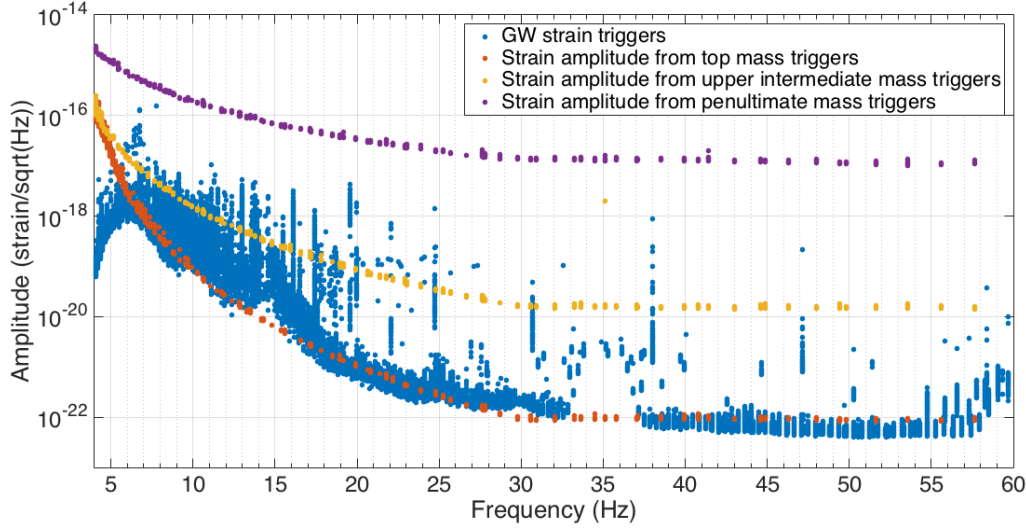 10^-14
10^-16
10^-18
10^-20
10^-22
Amplitude (strain/sqrt(Hz))
GW strain triggers
Strain amplitude from top mass triggers
Strain amplitude from upper intermediate mass triggers
Strain amplitude from penultimate mass triggers
5 10 15 20 25 30 35 40 45 50 55 60
Frequency (Hz)